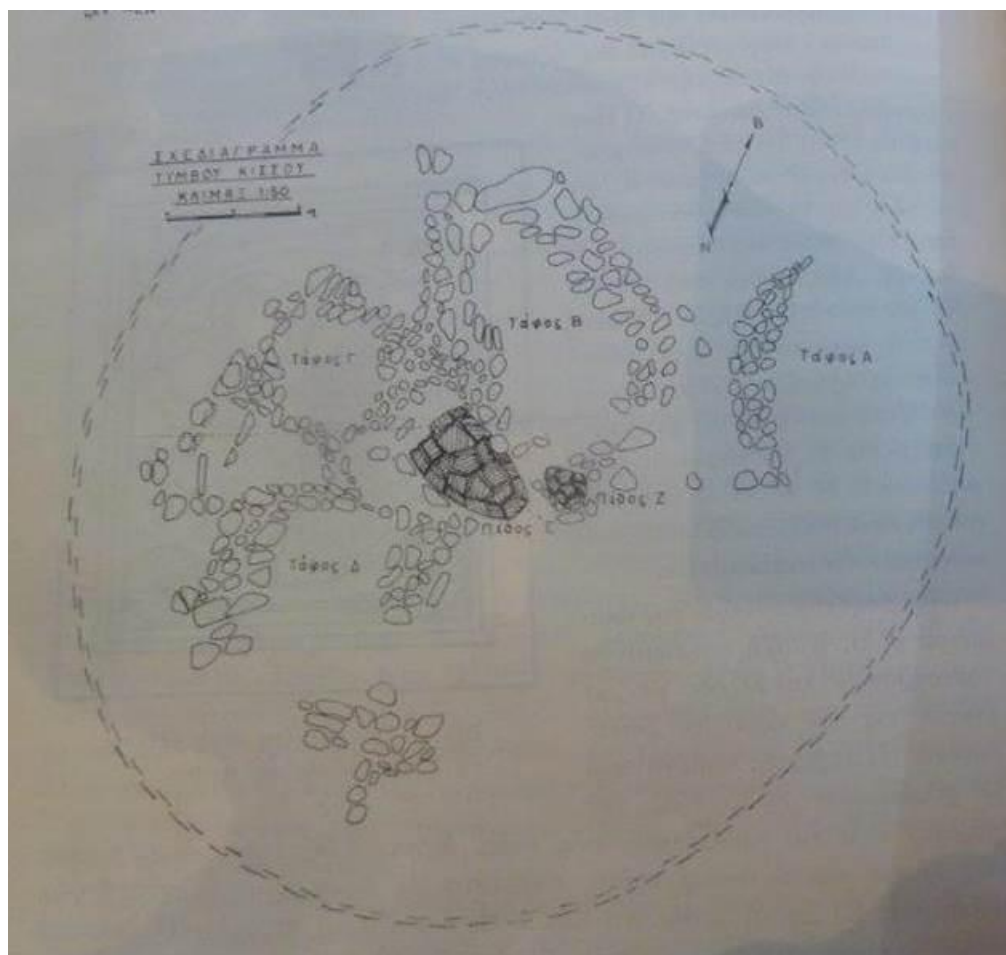 ΣΧΕΔΙΑΓΡΑΜΜΑ
ΤΥΜΒΟΥ ΚΙΣΣΟΥ
ΚΛΙΜΑΞ 1:50
Β
Ν
Τάφος Β
Τάφος Α
Τάφος Γ
Πίθος Ζ
Πίθος Ε
Τάφος Δ